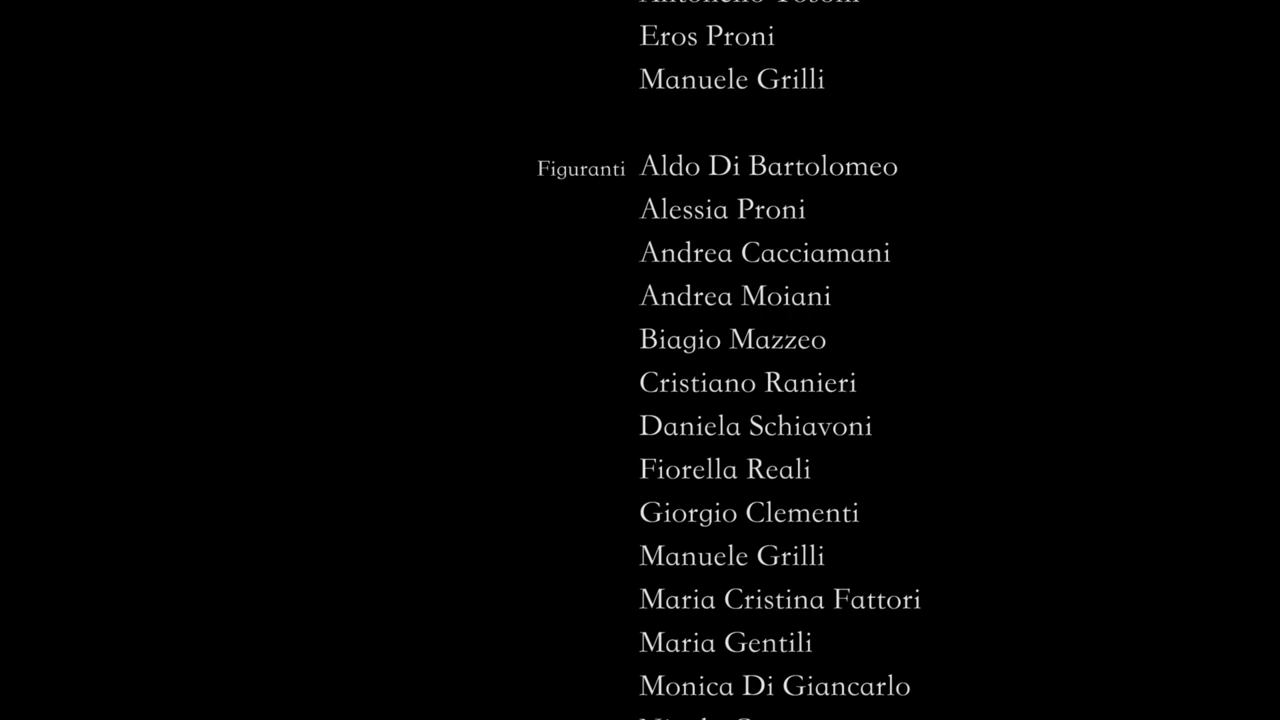 Eros Proni
Manuele Grilli
Figuranti Aldo Di Bartolomeo
Alessia Proni
Andrea Cacciamani
Andrea Moiani
Biagio Mazzeo
Cristiano Ranieri
Daniela Schiavoni
Fiorella Reali
Giorgio Clementi
Manuele Grilli
Maria Cristina Fattori
Maria Gentili
Monica Di Giancarlo